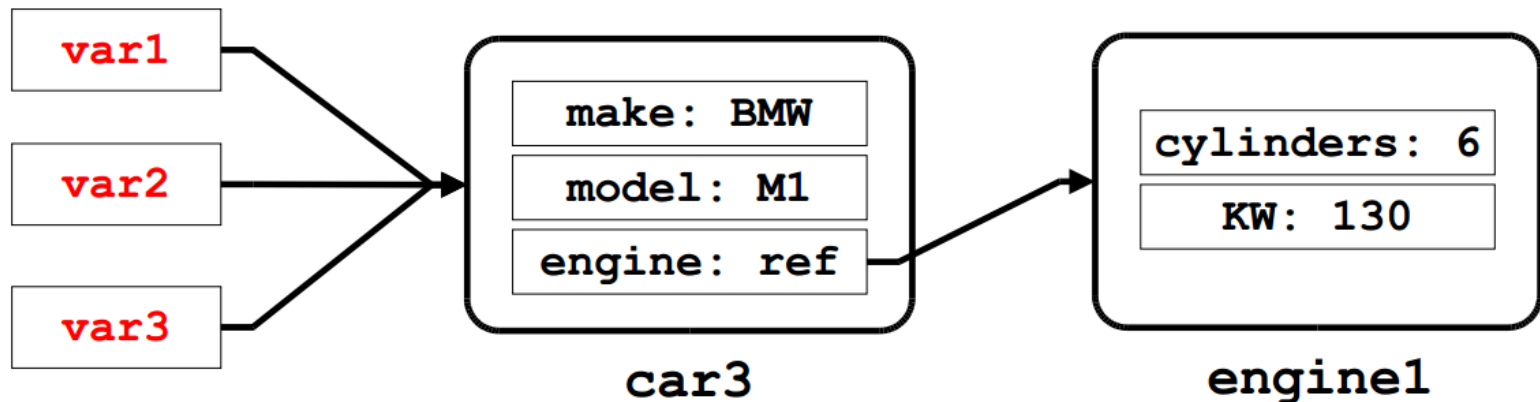 var1
var2
var3
make: BMW
model: M1
engine: ref
car3
cylinders: 6
KW: 130
engine1